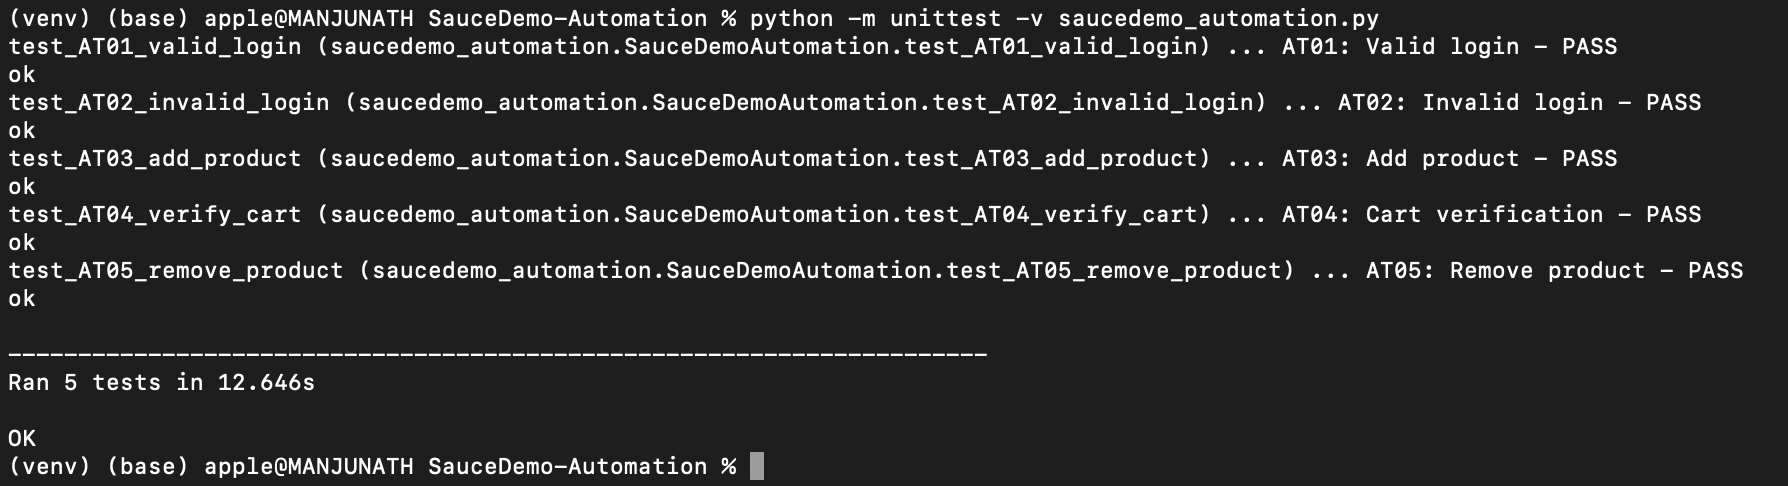 (venv) (base) apple@MANJUNATH SauceDemo-Automation % python -m unittest -v saucedemo_automation.py
test_AT01_valid_login (saucedemo_automation.SauceDemoAutomation.test_AT01_valid_login) ... AT01: Valid login - PASS
ok
test_AT02_invalid_login (saucedemo_automation.SauceDemoAutomation.test_AT02_invalid_login) ... AT02: Invalid login - PASS
ok
test_AT03_add_product (saucedemo_automation.SauceDemoAutomation.test_AT03_add_product) ... AT03: Add product - PASS
ok
test_AT04_verify_cart (saucedemo_automation.SauceDemoAutomation.test_AT04_verify_cart) ... AT04: Cart verification - PASS
ok
test_AT05_remove_product (saucedemo_automation.SauceDemoAutomation.test_AT05_remove_product) ... AT05: Remove product - PASS
ok
----------------------------------------------------------------------
Ran 5 tests in 12.646s
OK
(venv) (base) apple@MANJUNATH SauceDemo-Automation %